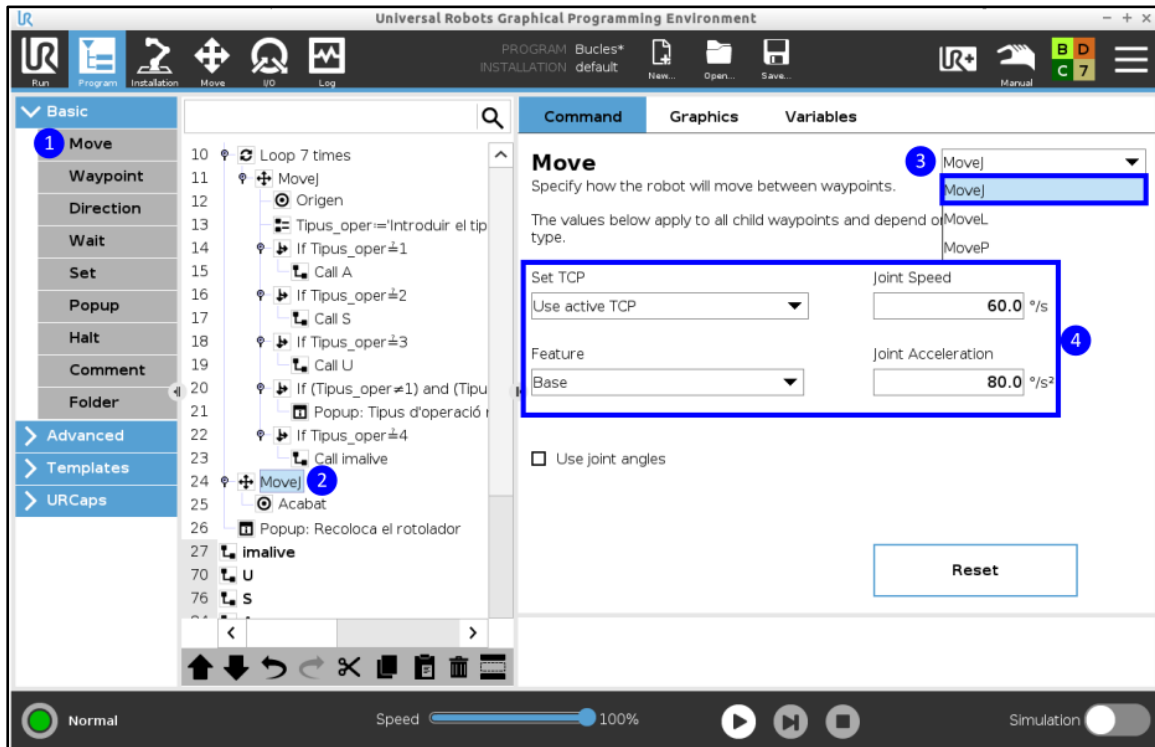 UR
Universal Robots Graphical Programming Environment
UR
Run
Program
Installation
Move
I/O
Log
PROGRAM Bucles*
INSTALLATION default
New...
Open...
Save...
UR+
Manual
B D
C 7
Basic
1
Move
Waypoint
Direction
Wait
Set
Popup
Halt
Comment
Folder
Advanced
Templates
URCaps
10 Loop 7 times
11 MoveJ
12 Origen
13 Tipus_oper≔'Introduir el tip
14 If Tipus_oper≟1
15 Call A
16 If Tipus_oper≟2
17 Call S
18 If Tipus_oper≟3
19 Call U
20 If (Tipus_oper≠1) and (Tipu
21 Popup: Tipus d'operació
22 If Tipus_oper≟4
23 Call imalive
24 MoveJ 2
25 Acabat
26 Popup: Recoloca el rotolador
27 imalive
70 U
76 S
Command
Graphics
Variables
Move
3
MoveJ
MoveJ
MoveL
MoveP
Specify how the robot will move between waypoints.
The values below apply to all child waypoints and depend o
type.
Set TCP
Joint Speed
Use active TCP
60.0 °/s
4
Feature
Joint Acceleration
Base
80.0 °/s²
Use joint angles
Reset
Normal
Speed
100%
Simulation